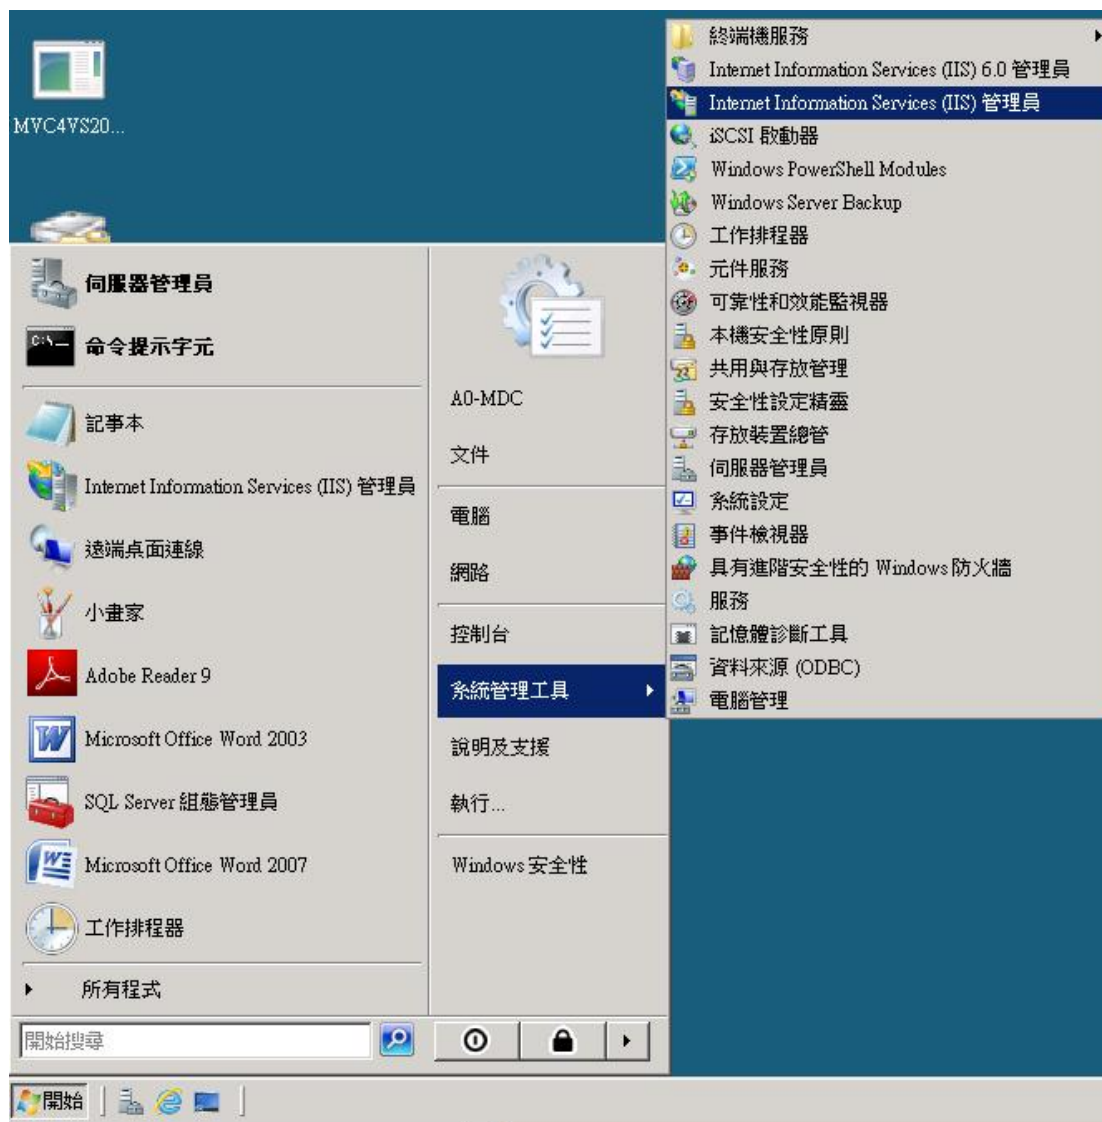 MVC4VS20...
伺服器管理員
命令提示字元
記事本
Internet Information Services (IIS) 管理員
遠端桌面連線
小畫家
Adobe Reader 9
Microsoft Office Word 2003
SQL Server 組態管理員
Microsoft Office Word 2007
工作排程器
所有程式
開始搜尋
A0-MDC
文件
電腦
網路
控制台
系統管理工具
說明及支援
執行...
Windows 安全性
終端機服務
Internet Information Services (IIS) 6.0 管理員
Internet Information Services (IIS) 管理員
iSCSI 啟動器
Windows PowerShell Modules
Windows Server Backup
工作排程器
元件服務
可靠性和效能監視器
本機安全性原則
共用與存放管理
安全性設定精靈
存放裝置總管
伺服器管理員
系統設定
事件檢視器
具有進階安全性的 Windows 防火牆
服務
記憶體診斷工具
資料來源 (ODBC)
電腦管理
開始